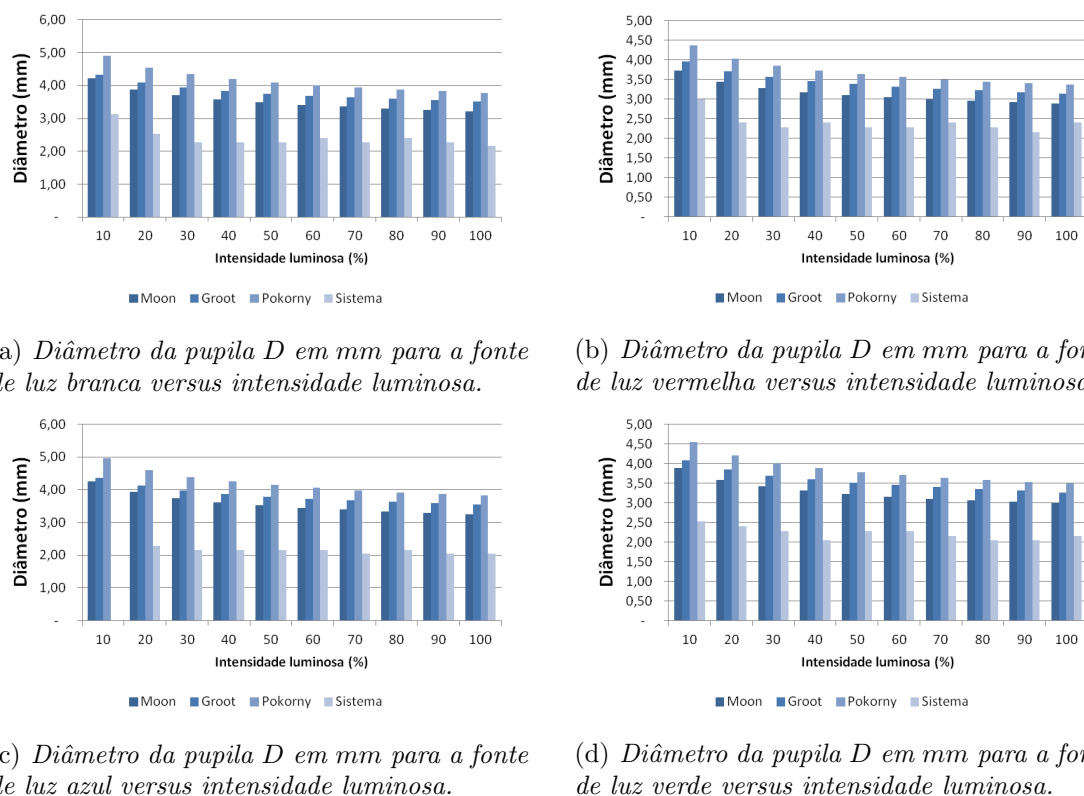 6,00
5,00
4,00
3,00
2,00
1,00
-
Diâmetro (mm)
10 20 30 40 50 60 70 80 90 100
Intensidade luminosa (%)
Moon Groot Pokorny Sistema
a) Diâmetro da pupila D em mm para a fonte
de luz branca versus intensidade luminosa.
5,00
4,50
4,00
3,50
3,00
2,50
2,00
1,50
1,00
0,50
-
Diâmetro (mm)
10 20 30 40 50 60 70 80 90 100
Intensidade luminosa (%)
Moon Groot Pokorny Sistema
(b) Diâmetro da pupila D em mm para a fon
de luz vermelha versus intensidade luminosa
6,00
5,00
4,00
3,00
2,00
1,00
-
Diâmetro (mm)
10 20 30 40 50 60 70 80 90 100
Intensidade luminosa (%)
Moon Groot Pokorny Sistema
c) Diâmetro da pupila D em mm para a fonte
de luz azul versus intensidade luminosa.
5,00
4,50
4,00
3,50
3,00
2,50
2,00
1,50
1,00
0,50
-
Diâmetro (mm)
10 20 30 40 50 60 70 80 90 100
Intensidade luminosa (%)
Moon Groot Pokorny Sistema
(d) Diâmetro da pupila D em mm para a fon
de luz verde versus intensidade luminosa.